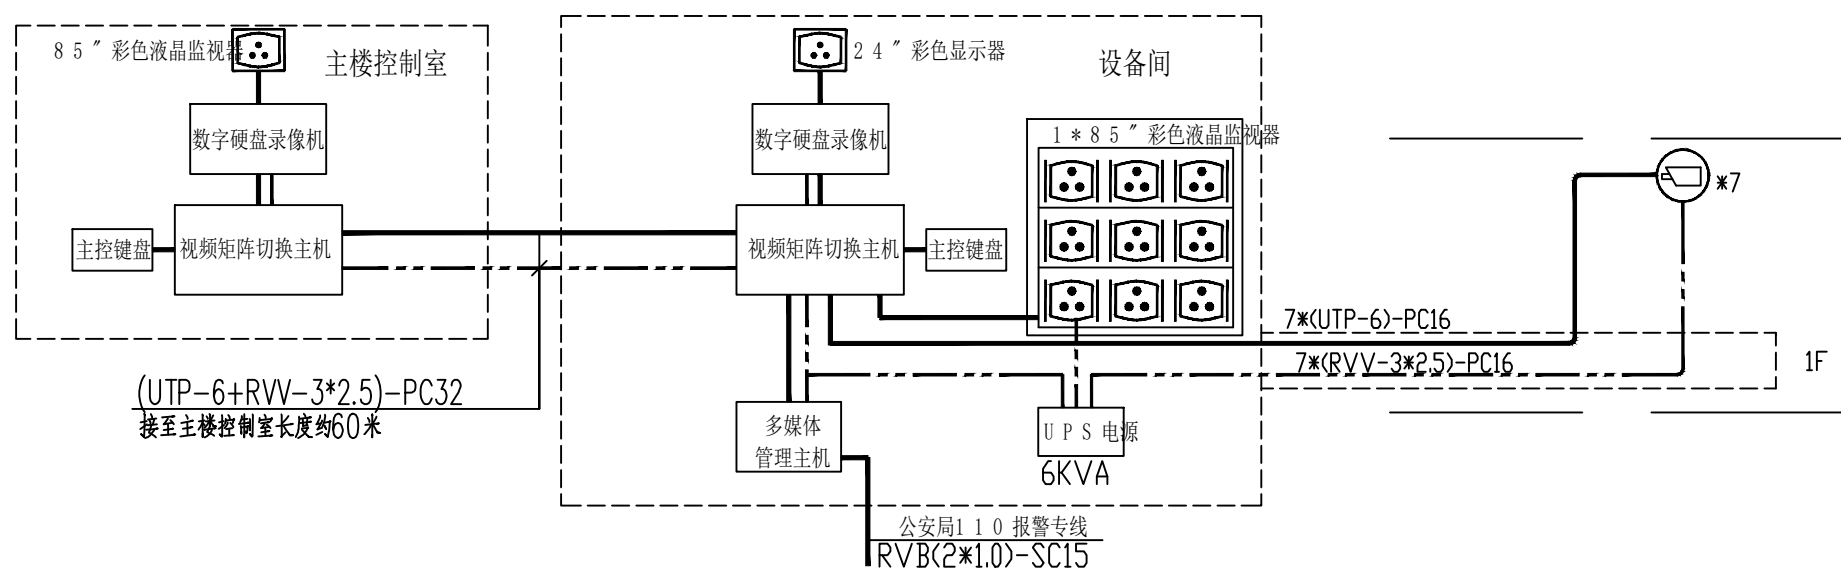 85″彩色液晶监视器
主楼控制室
数字硬盘录像机
主控键盘
视频矩阵切换主机
(UTP-6+RVV-3*2.5)-PC32
接至主楼控制室长度约60米
24″彩色显示器
设备间
数字硬盘录像机
视频矩阵切换主机
主控键盘
1*85″彩色液晶监视器
多媒体
管理主机
UPS电源
6KVA
公安局110报警专线
RVB(2*1.0)-SC15
7*(UTP-6)-PC16
7*(RVV-3*2.5)-PC16
*7
1F